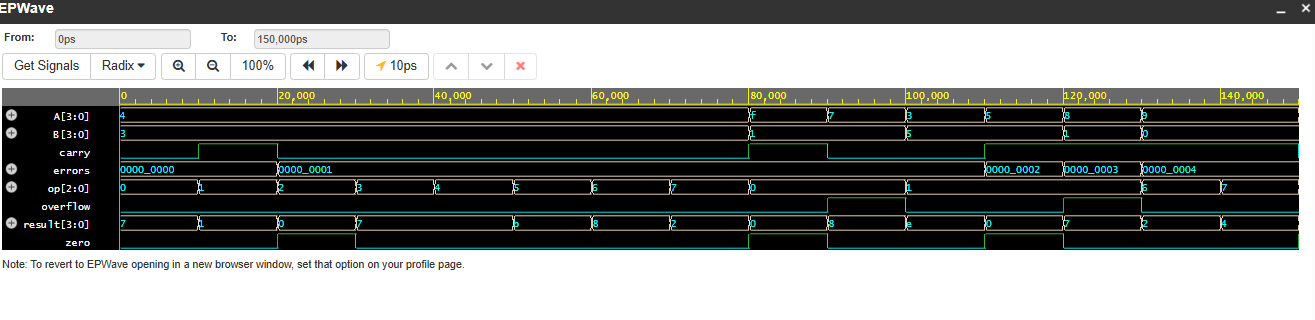 EPWave
From: 0ps To: 150,000ps
Get Signals Radix 100% 10ps
0 20,000 40,000 60,000 80,000 100,000 120,000 140,000
A[3:0] 4 f 7 3 5 8 9
B[3:0] 3 1 5 1 0
carry
errors 0000_0000 0000_0001 0000_0002 0000_0003 0000_0004
op[2:0] 0 1 2 3 4 5 6 7 0 1 6 7
overflow
result[3:0] 7 1 0 7 b 8 2 0 8 e 0 7 2 4
zero
Note: To revert to EPWave opening in a new browser window, set that option on your profile page.